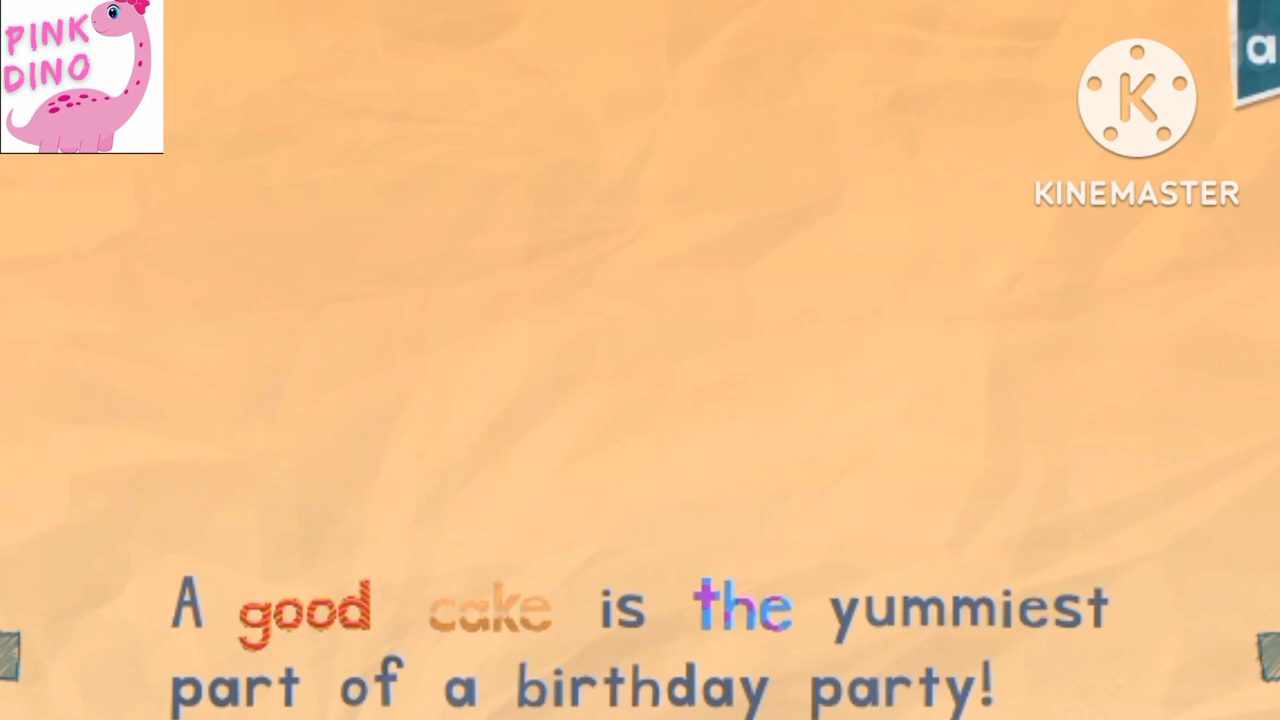 PINK
DINO
a
KINEMASTER
A good cake is the yummiest
part of a birthday party!